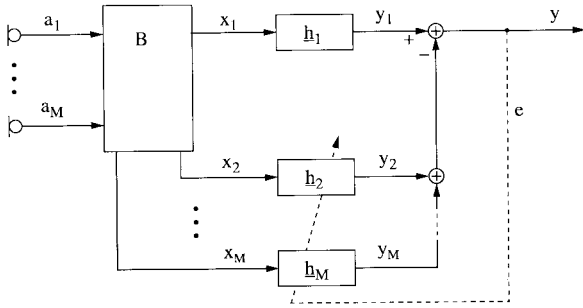 a₁ B x₁ h₁ y₁ + − y
aM
e
x₂ h₂ y₂
xM hM yM